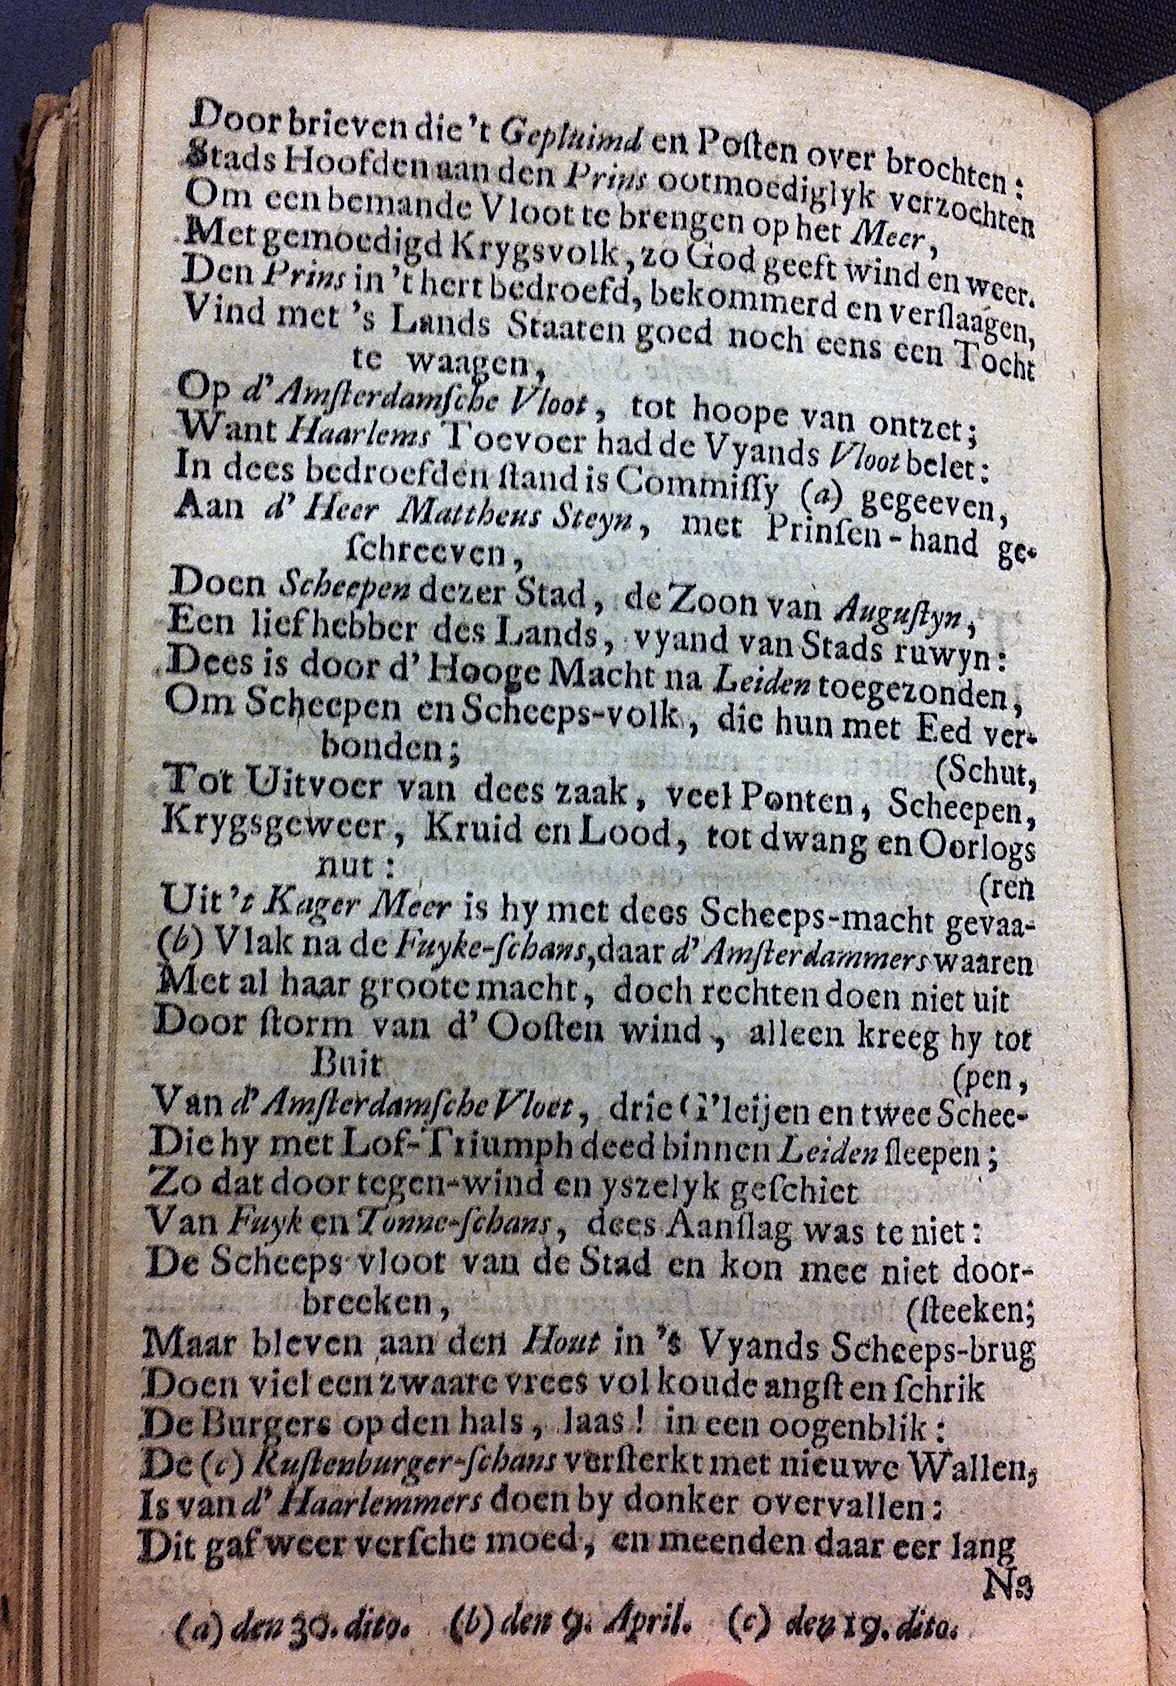 Door brieven die 't Gepluimd en Poſten over brochten:
Stads Hoofden aan den Prins ootmoediglyk verzochten
Om een bemande Vloot te brengen op het Meer,
Met gemoedigd Krygsvolk, zo God geeft wind en weer.
Den Prins in 't hert bedroefd, bekommerd en verſlaagen,
Vind met 's Lands Staaten goed noch eens een Tocht
te waagen,
Op d' Amſterdamſche Vloot, tot hoope van ontzet;
Want Haarlems Toevoer had de Vyands Vloot belet:
In dees bedroefden ſtand is Commiſſy (a) gegeeven,
Aan d' Heer Mattheus Steyn, met Prinſen-hand ge-
ſchreeven,
Doen Scheepen dezer Stad, de Zoon van Auguſtyn,
Een liefhebber des Lands, vyand van Stads ruwyn:
Dees is door d' Hooge Macht na Leiden toegezonden,
Om Scheepen en Scheeps-volk, die hun met Eed ver-
bonden; (Schut,
Tot Uitvoer van dees zaak, veel Ponten, Scheepen,
Krygsgeweer, Kruid en Lood, tot dwang en Oorlogs
nut: (ren
Uit 't Kager Meer is hy met dees Scheeps-macht gevaa-
(b) Vlak na de Fuyke-ſchans, daar d' Amſterdammers waaren
Met al haar groote macht, doch rechten doen niet uit
Door ſtorm van d' Ooſten wind, alleen kreeg hy tot
Buit (pen,
Van d' Amſterdamſche Vloet, drie G'leijen en twee Schee-
Die hy met Lof-Triumph deed binnen Leiden ſleepen;
Zo dat door tegen-wind en yszelyk geſchiet
Van Fuyk en Tonne-ſchans, dees Aanſlag was te niet:
De Scheeps vloot van de Stad en kon mee niet door-
breeken, (ſteeken;
Maar bleven aan den Hout in 's Vyands Scheeps-brug
Doen viel een zwaare vrees vol koude angſt en ſchrik
De Burgers op den hals, laas! in een oogenblik:
De (c) Ruſtenburger-ſchans verſterkt met nieuwe Wallen,
Is van d' Haarlemmers doen by donker overvallen:
Dit gaf weer verſche moed, en meenden daar eer lang
Na
(a) den 30. dito. (b) den 9. April. (c) den 19. dito.